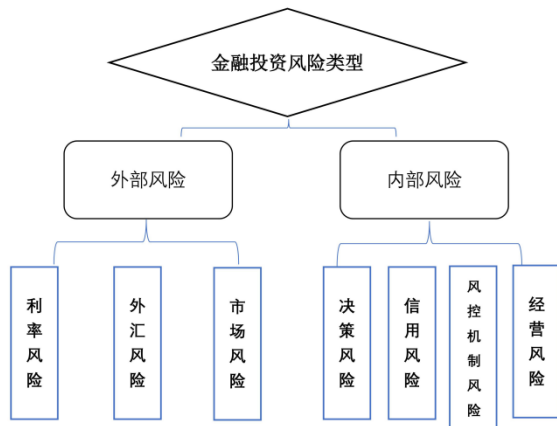 金融投资风险类型
外部风险
内部风险
利率风险
外汇风险
市场风险
决策风险
信用风险
风控机制风险
经营风险